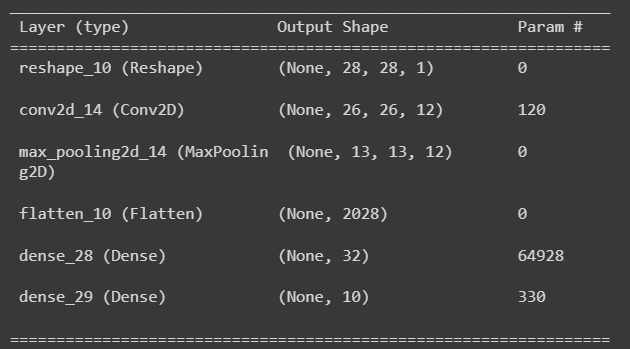 Layer (type) Output Shape Param #
=================================================================
reshape_10 (Reshape) (None, 28, 28, 1) 0
conv2d_14 (Conv2D) (None, 26, 26, 12) 120
max_pooling2d_14 (MaxPoolin (None, 13, 13, 12) 0
g2D)
flatten_10 (Flatten) (None, 2028) 0
dense_28 (Dense) (None, 32) 64928
dense_29 (Dense) (None, 10) 330
=================================================================